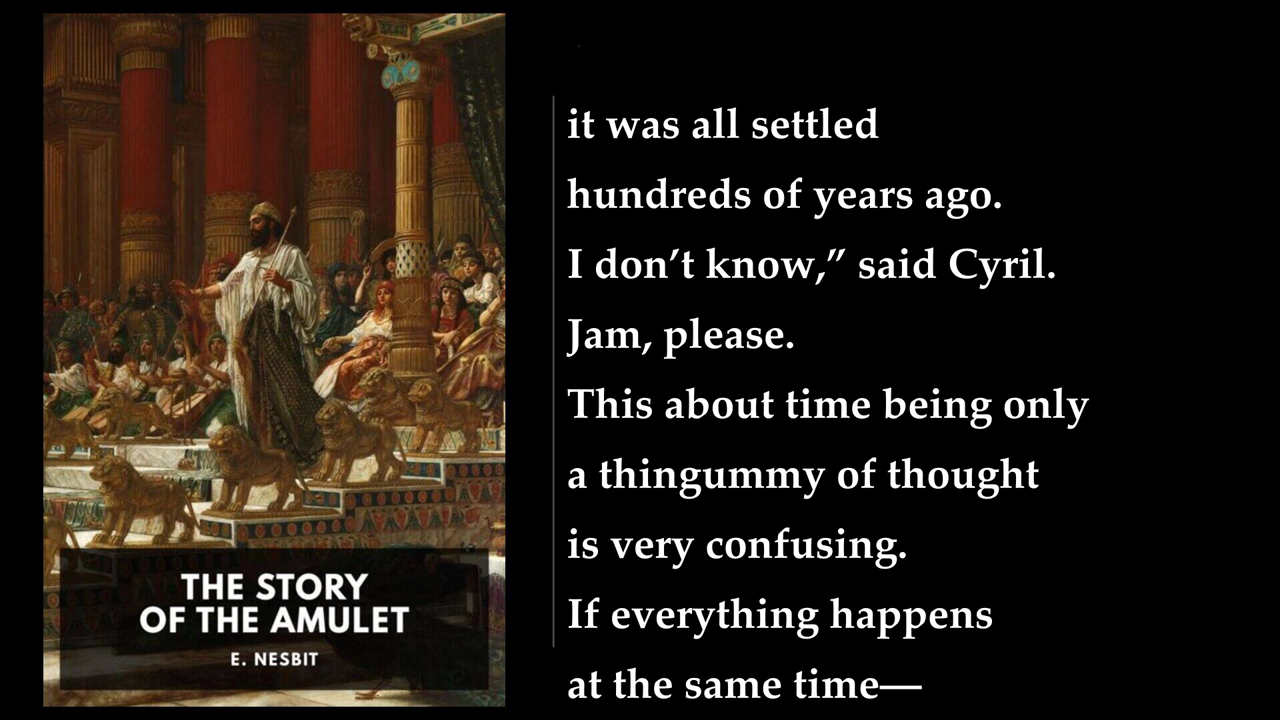 THE STORY
OF THE AMULET
E. NESBIT
it was all settled
hundreds of years ago.
I don’t know,” said Cyril.
Jam, please.
This about time being only
a thingummy of thought
is very confusing.
If everything happens
at the same time—